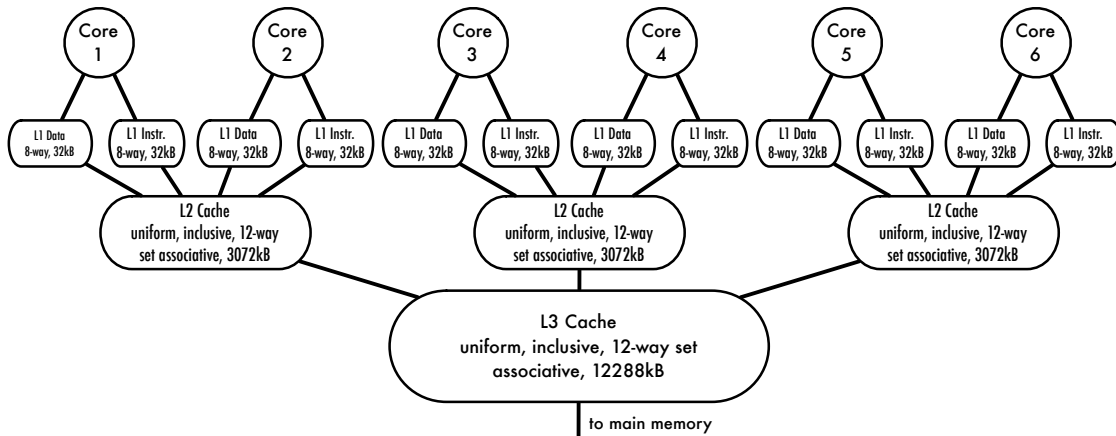 Core
1
Core
2
Core
3
Core
4
Core
5
Core
6
L1 Data
8-way, 32kB
L1 Instr.
8-way, 32kB
L1 Data
8-way, 32kB
L1 Instr.
8-way, 32kB
L1 Data
8-way, 32kB
L1 Instr.
8-way, 32kB
L1 Data
8-way, 32kB
L1 Instr.
8-way, 32kB
L1 Data
8-way, 32kB
L1 Instr.
8-way, 32kB
L1 Data
8-way, 32kB
L1 Instr.
8-way, 32kB
L2 Cache
uniform, inclusive, 12-way
set associative, 3072kB
L2 Cache
uniform, inclusive, 12-way
set associative, 3072kB
L2 Cache
uniform, inclusive, 12-way
set associative, 3072kB
L3 Cache
uniform, inclusive, 12-way set
associative, 12288kB
to main memory